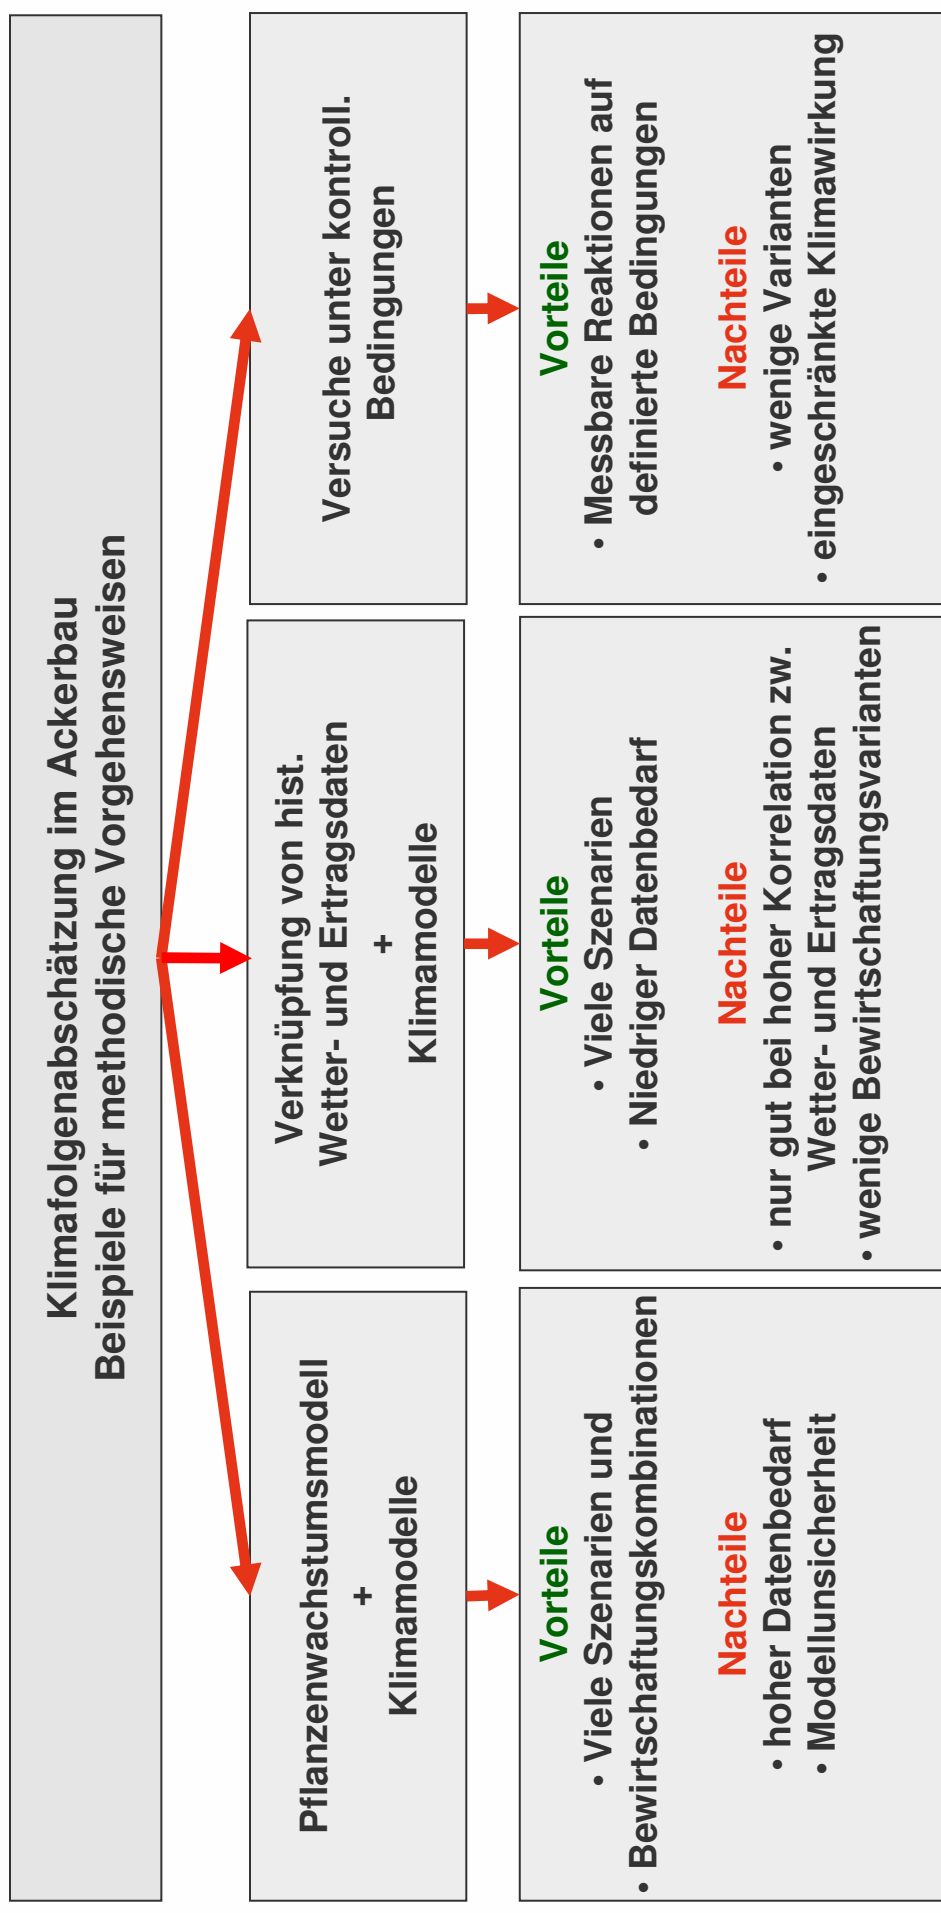 Klimafolgenabschätzung im Ackerbau
Beispiele für methodische Vorgehensweisen
Pflanzenwachstumsmodell
+
Klimamodelle
Verknüpfung von hist.
Wetter- und Ertragsdaten
+
Klimamodelle
Versuche unter kontroll.
Bedingungen
Vorteile
• Viele Szenarien und
• Bewirtschaftungskombinationen
Nachteile
• hoher Datenbedarf
• Modellunsicherheit
Vorteile
• Viele Szenarien
• Niedriger Datenbedarf
Nachteile
• nur gut bei hoher Korrelation zw.
Wetter- und Ertragsdaten
• wenige Bewirtschaftungsvarianten
Vorteile
• Messbare Reaktionen auf
definierte Bedingungen
Nachteile
• wenige Varianten
• eingeschränkte Klimawirkung